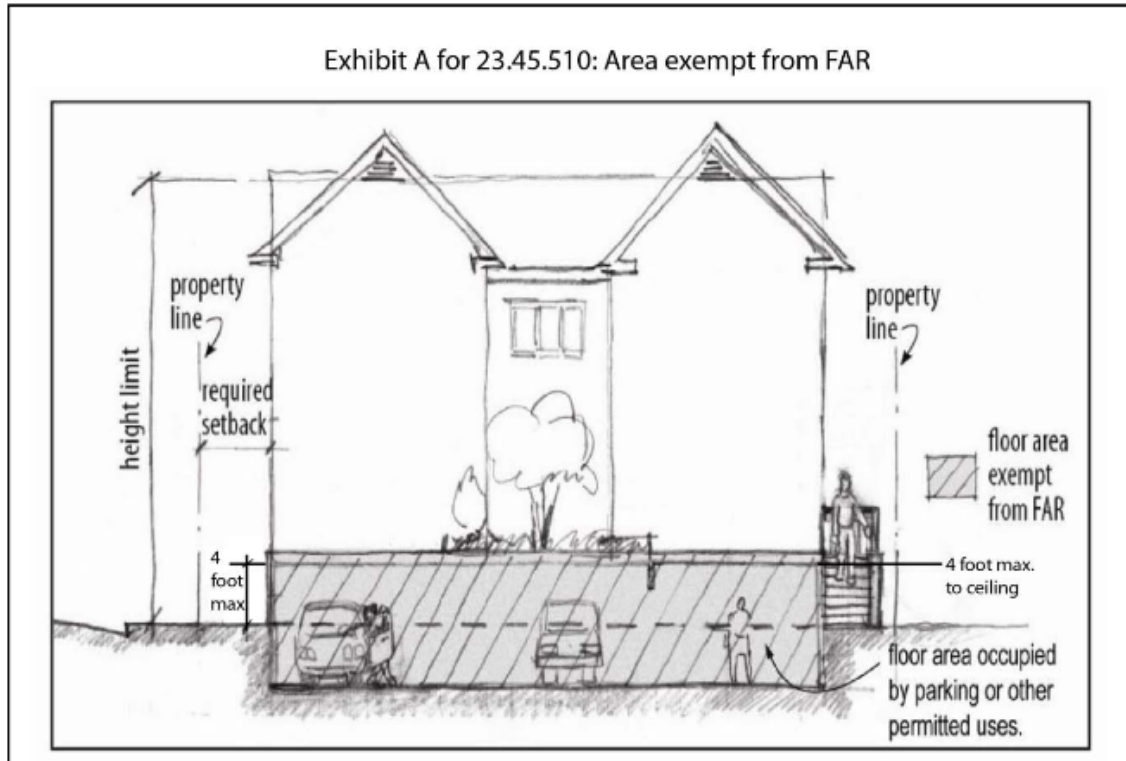 Exhibit A for 23.45.510: Area exempt from FAR
property
line
height limit
required
setback
property
line
floor area
exempt
from FAR
4
foot
max
4 foot max.
to ceiling
floor area occupied
by parking or other
permitted uses.